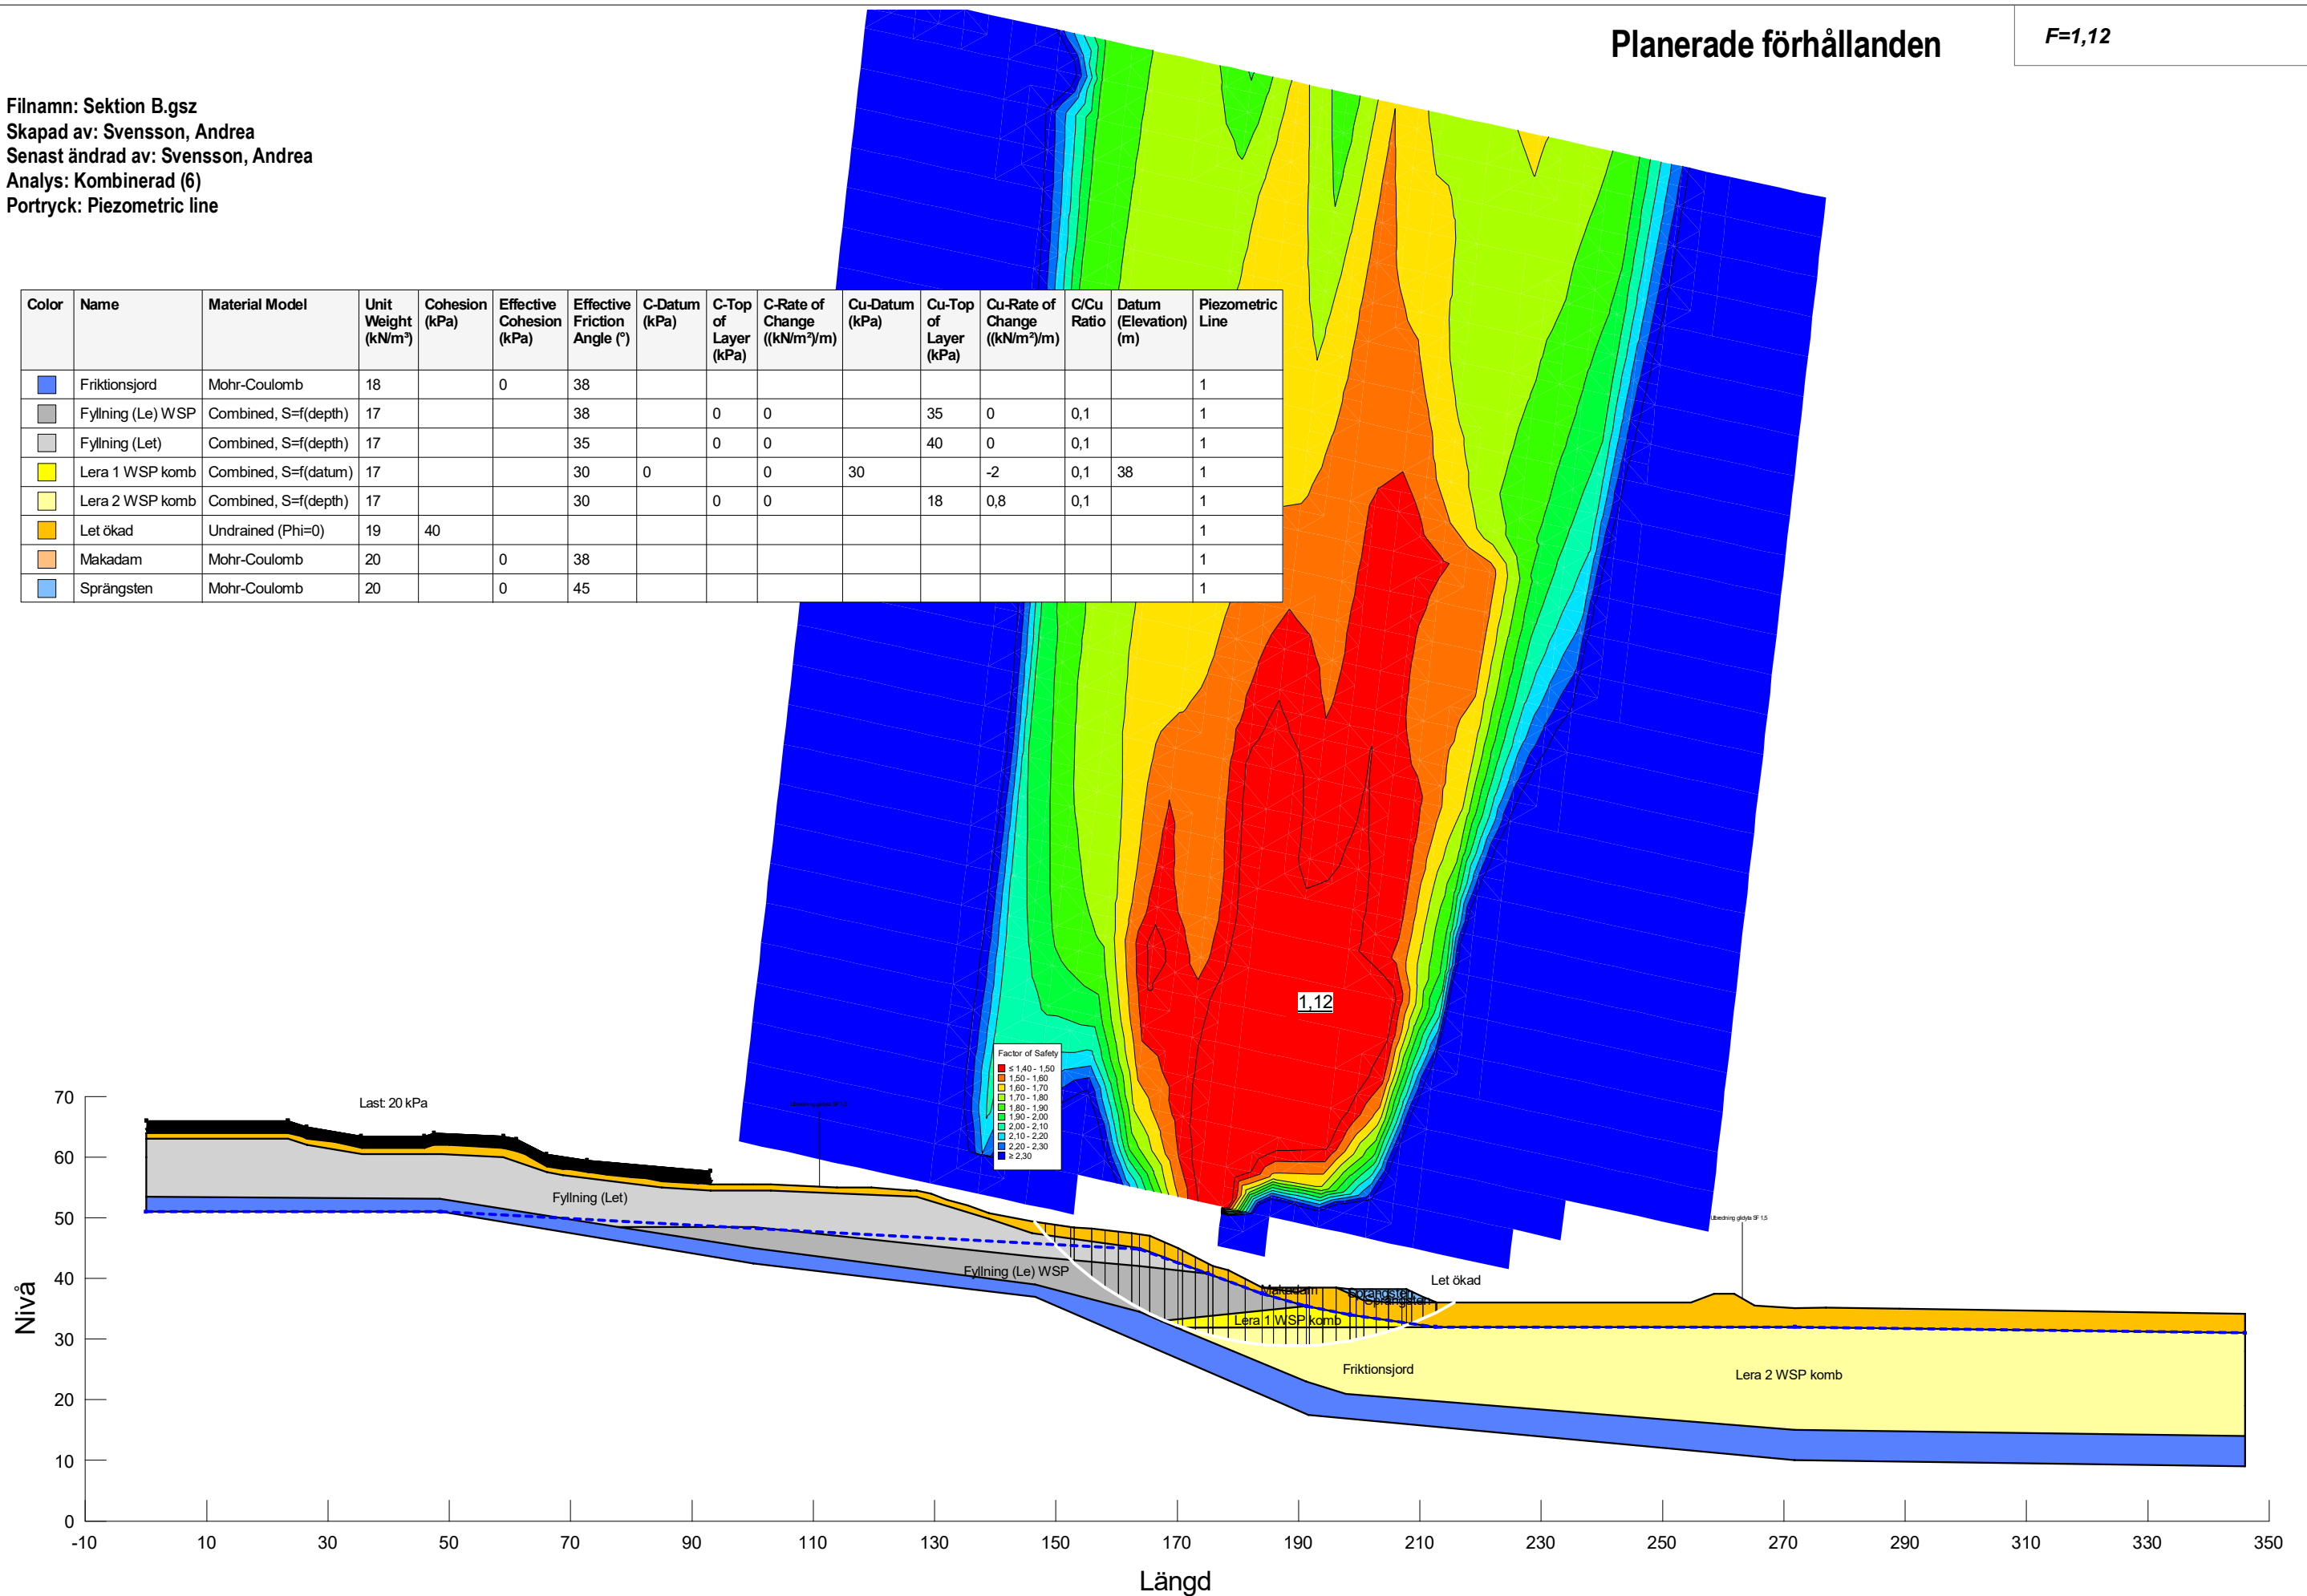 Planerade förhållanden
F=1,12
Filnamn: Sektion B.gsz
Skapad av: Svensson, Andrea
Senast ändrad av: Svensson, Andrea
Analys: Kombinerad (6)
Portryck: Piezometric line
Color Name Material Model Unit Weight (kN/m³) Cohesion (kPa) Effective Cohesion (kPa) Effective Friction Angle (°) C-Datum (kPa) C-Top of Layer (kPa) C-Rate of Change ((kN/m²)/m) Cu-Datum (kPa) Cu-Top of Layer (kPa) Cu-Rate of Change ((kN/m²)/m) C/Cu Ratio Datum (Elevation) (m) Piezometric Line
Friktionsjord Mohr-Coulomb 18 0 38 1
Fyllning (Le) WSP Combined, S=f(depth) 17 38 0 0 35 0 0,1 1
Fyllning (Let) Combined, S=f(depth) 17 35 0 0 40 0 0,1 1
Lera 1 WSP komb Combined, S=f(datum) 17 30 0 0 30 -2 0,1 38 1
Lera 2 WSP komb Combined, S=f(depth) 17 30 0 0 18 0,8 0,1 1
Let ökad Undrained (Phi=0) 19 40 1
Makadam Mohr-Coulomb 20 0 38 1
Sprängsten Mohr-Coulomb 20 0 45 1
1,12
Factor of Safety
≤ 1,40 - 1,50
1,50 - 1,60
1,60 - 1,70
1,70 - 1,80
1,80 - 1,90
1,90 - 2,00
2,00 - 2,10
2,10 - 2,20
2,20 - 2,30
≥ 2,30
Last: 20 kPa
Utbredning glidyta SF 1,5
Fyllning (Let)
Fyllning (Le) WSP
Makadam
Sprängsten
Sprängsten
Let ökad
Lera 1 WSP komb
Friktionsjord
Lera 2 WSP komb
Nivå
70
60
50
40
30
20
10
0
-10 10 30 50 70 90 110 130 150 170 190 210 230 250 270 290 310 330 350
Längd